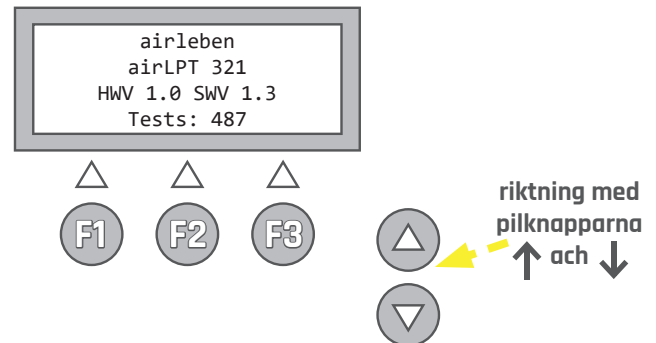 airleben
airLPT 321
HWV 1.0 SWV 1.3
Tests: 487
F1 F2 F3
riktning med
pilknapparna
ach